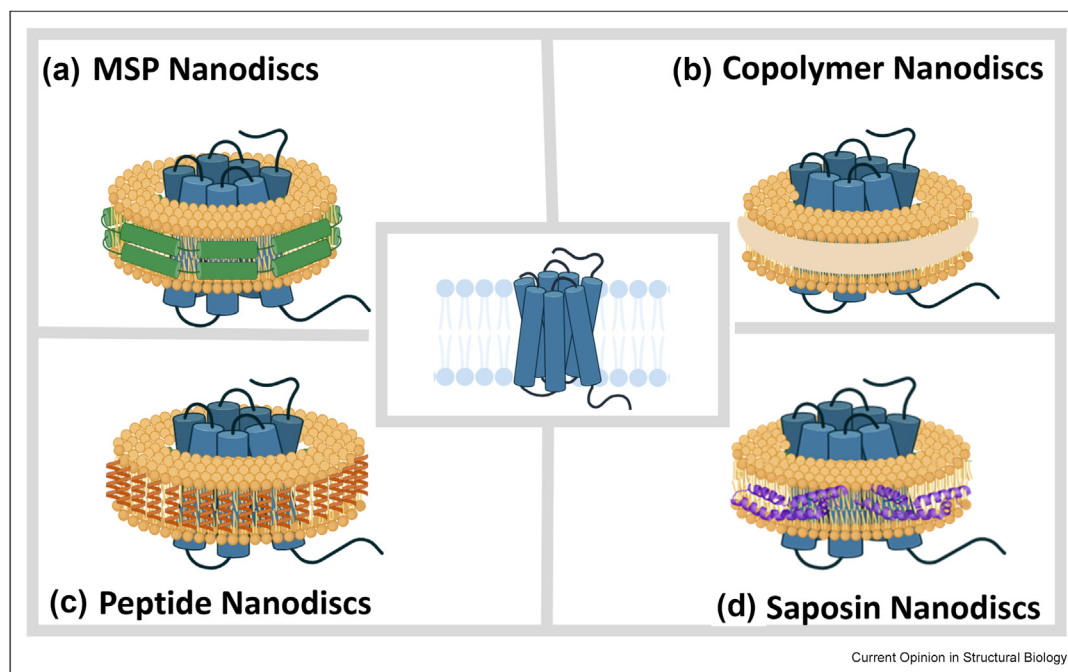 (a) MSP Nanodiscs
(b) Copolymer Nanodiscs
(c) Peptide Nanodiscs
(d) Saposin Nanodiscs
Current Opinion in Structural Biology